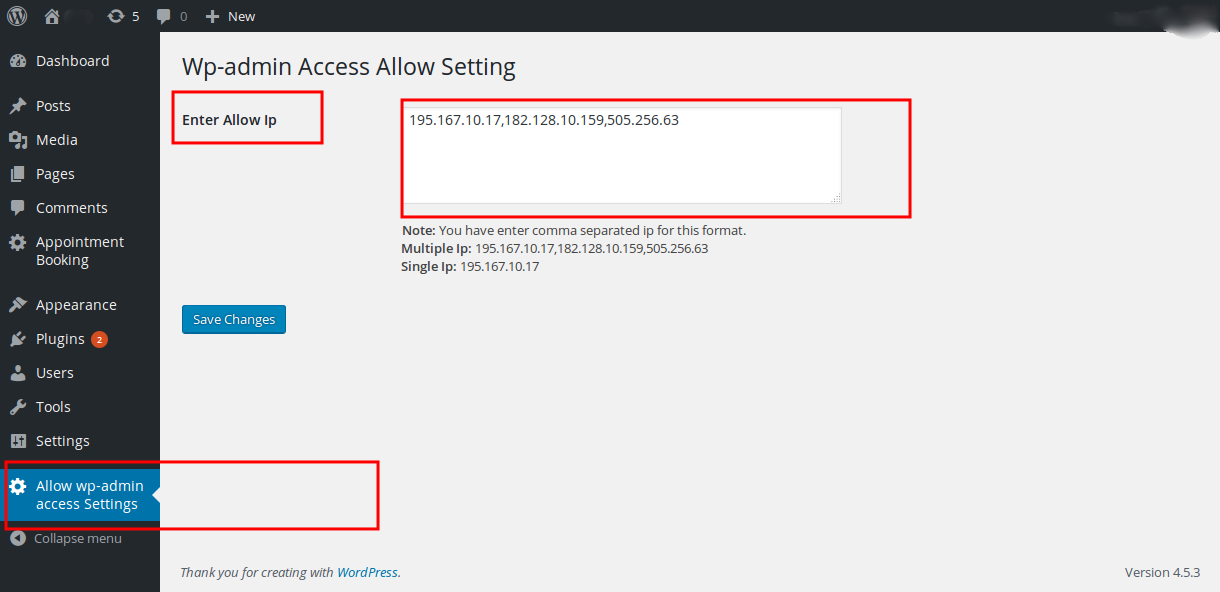 5 0 New
Dashboard
Posts
Media
Pages
Comments
Appointment
Booking
Appearance
Plugins 2
Users
Tools
Settings
Allow wp-admin
access Settings
Collapse menu
Wp-admin Access Allow Setting
Enter Allow Ip
195.167.10.17,182.128.10.159,505.256.63
Note: You have enter comma separated ip for this format.
Multiple Ip: 195.167.10.17,182.128.10.159,505.256.63
Single Ip: 195.167.10.17
Save Changes
Thank you for creating with WordPress.
Version 4.5.3